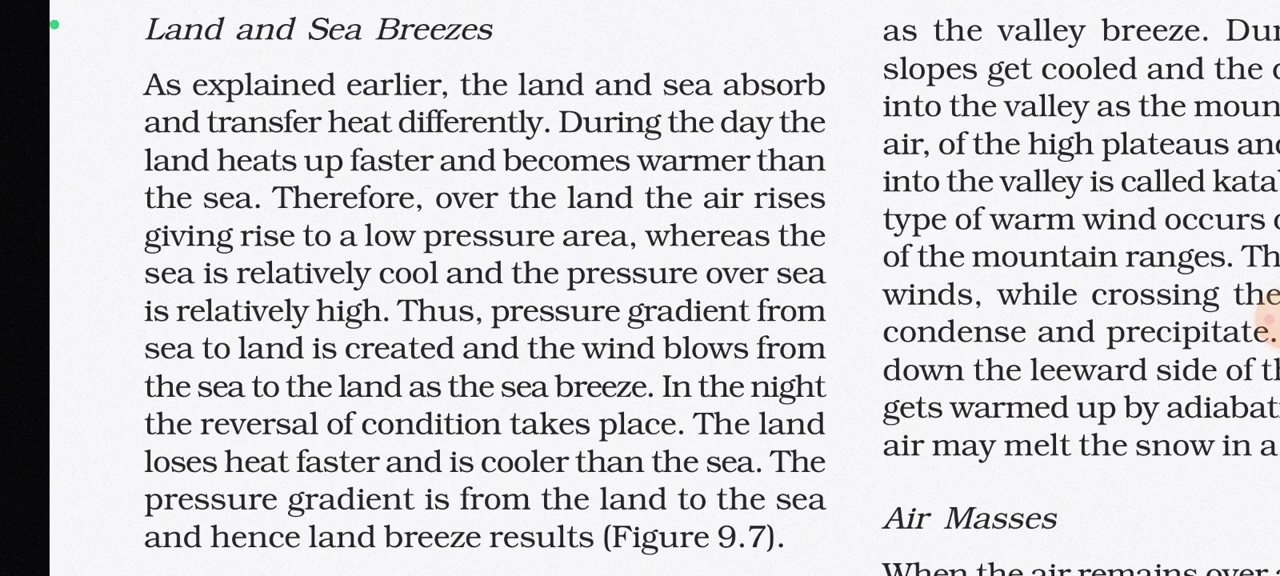 Land and Sea Breezes
As explained earlier, the land and sea absorb
and transfer heat differently. During the day the
land heats up faster and becomes warmer than
the sea. Therefore, over the land the air rises
giving rise to a low pressure area, whereas the
sea is relatively cool and the pressure over sea
is relatively high. Thus, pressure gradient from
sea to land is created and the wind blows from
the sea to the land as the sea breeze. In the night
the reversal of condition takes place. The land
loses heat faster and is cooler than the sea. The
pressure gradient is from the land to the sea
and hence land breeze results (Figure 9.7).
as the valley breeze.
slopes get cooled and the
into the valley as the
air, of the high plateaus
into the valley is called
type of warm wind occurs
of the mountain ranges.
winds, while crossing the
condense and precipitate.
down the leeward side of
gets warmed up by
air may melt the snow in a
Air Masses
When the air remains over